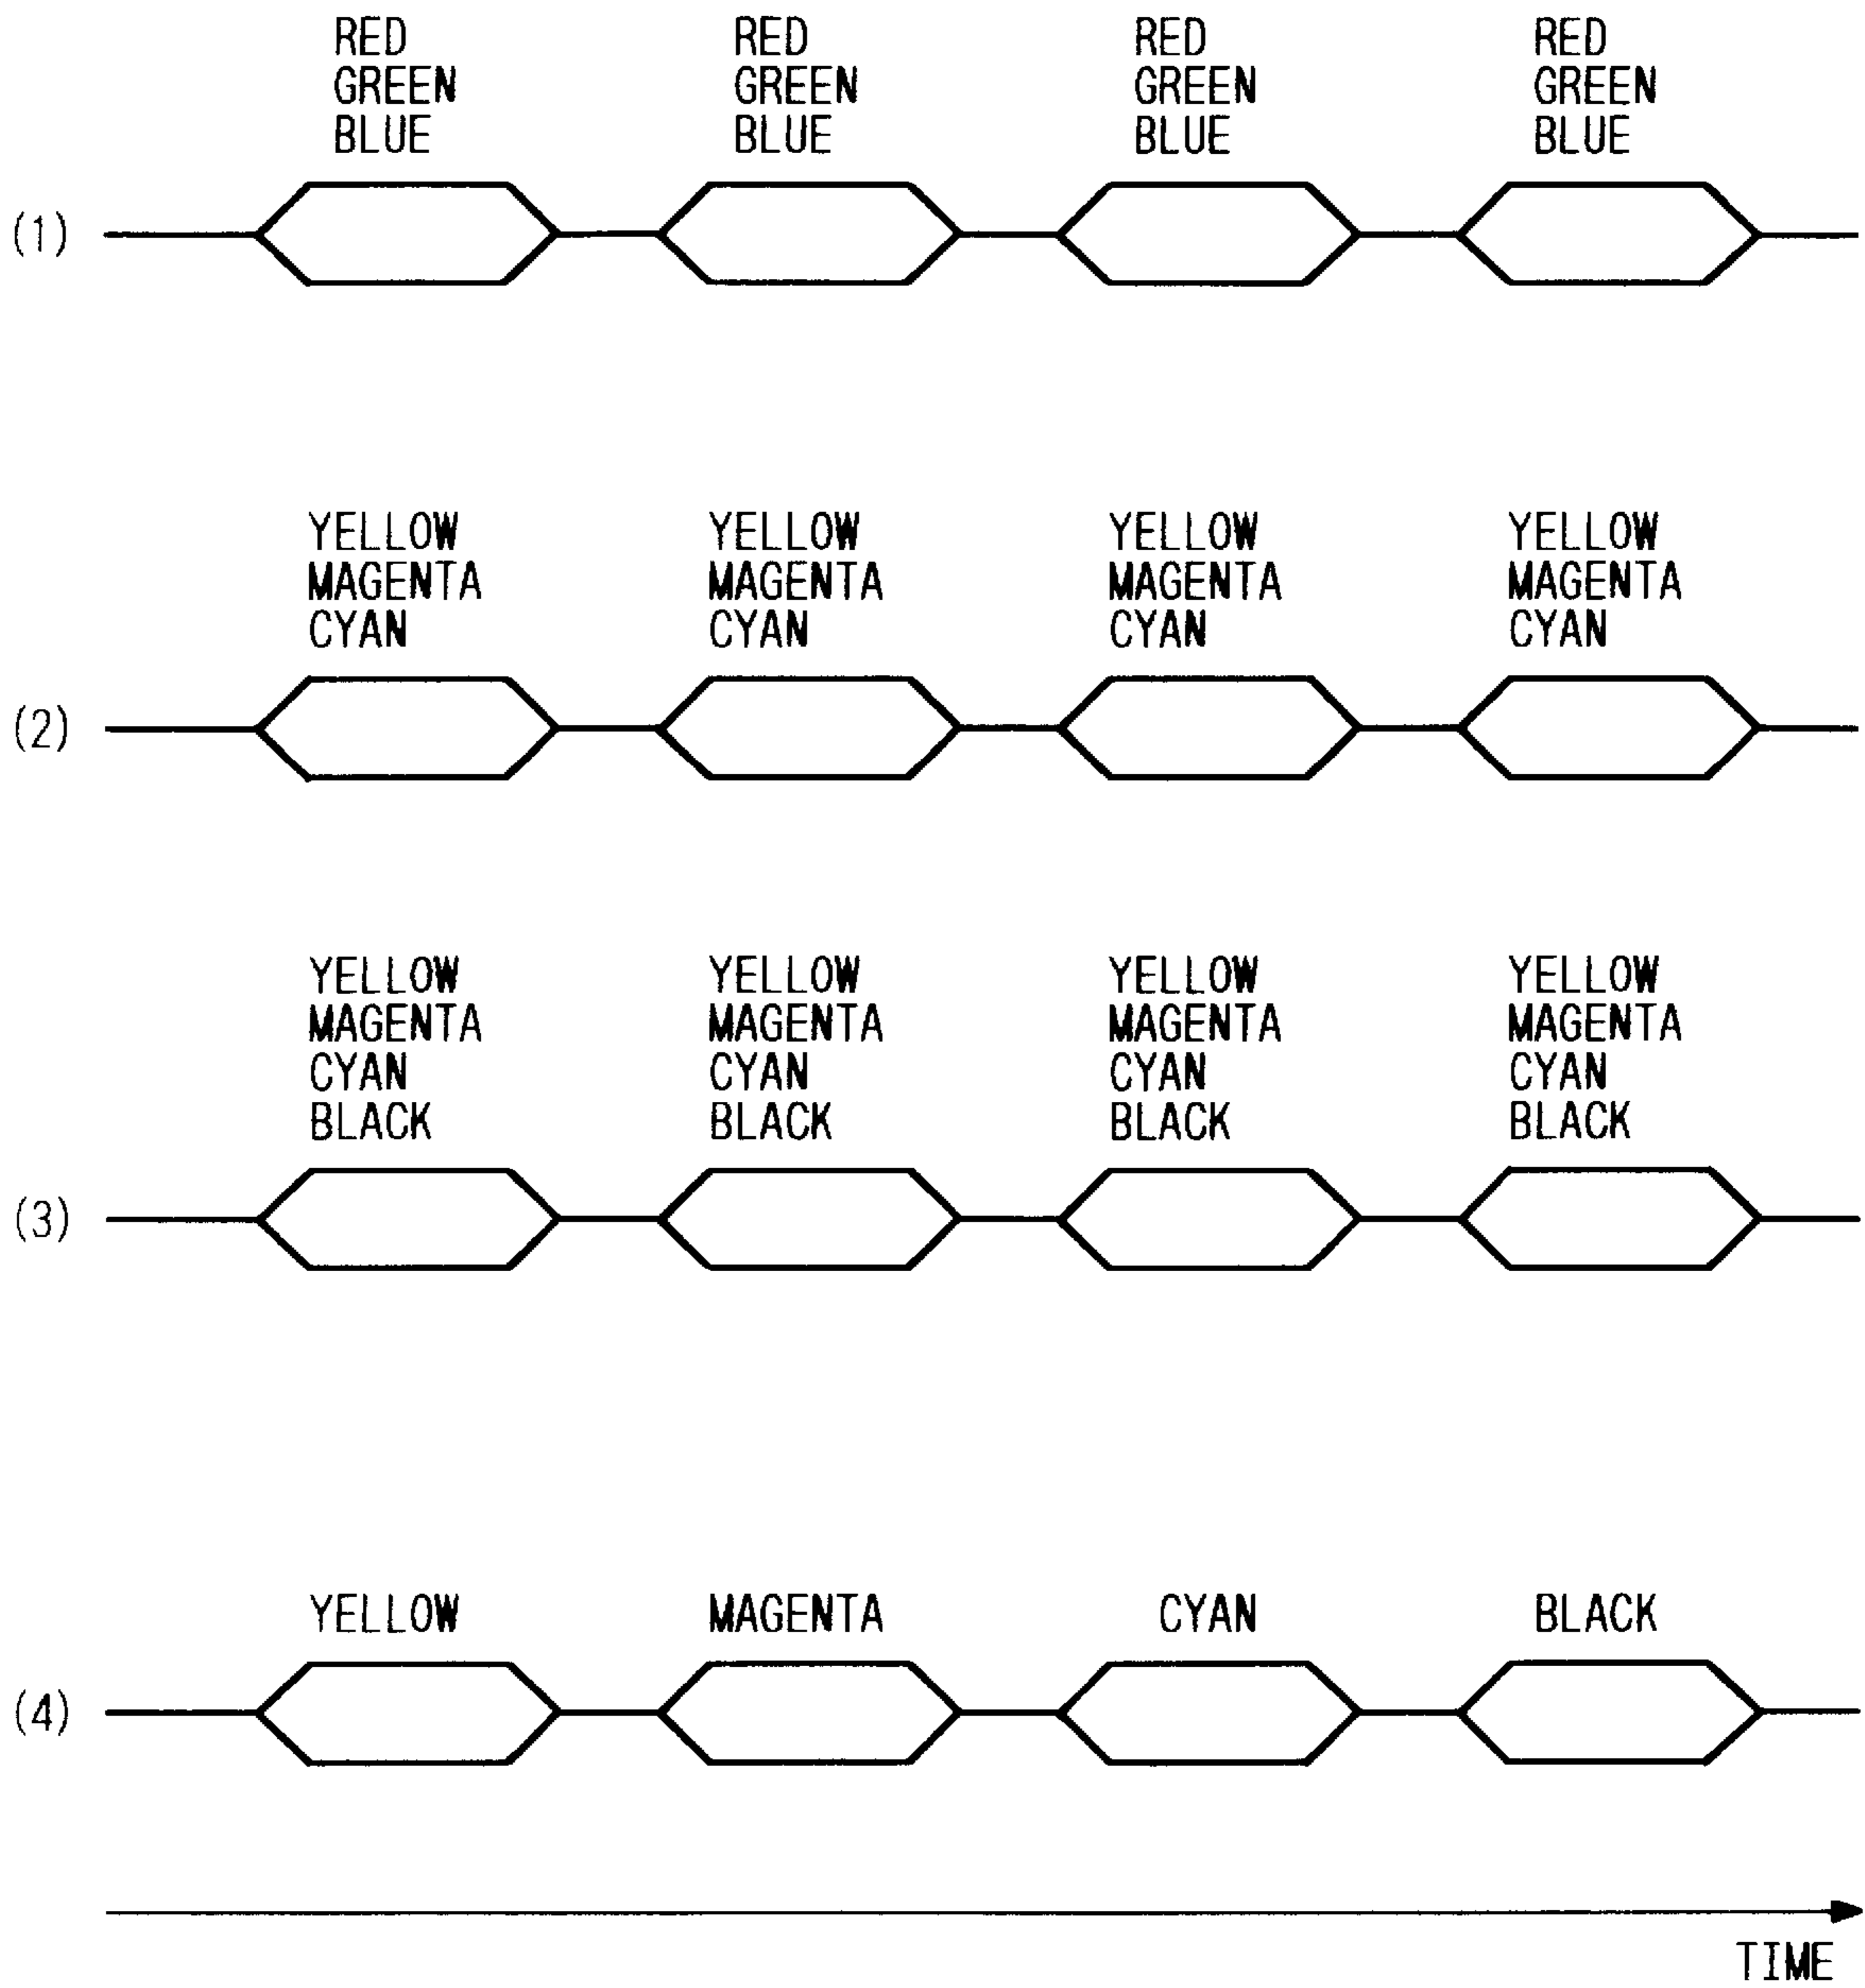 RED RED RED RED
GREEN GREEN GREEN GREEN
BLUE BLUE BLUE BLUE
(1)
YELLOW YELLOW YELLOW YELLOW
MAGENTA MAGENTA MAGENTA MAGENTA
CYAN CYAN CYAN CYAN
(2)
YELLOW YELLOW YELLOW YELLOW
MAGENTA MAGENTA MAGENTA MAGENTA
CYAN CYAN CYAN CYAN
BLACK BLACK BLACK BLACK
(3)
YELLOW MAGENTA CYAN BLACK
(4)
TIME